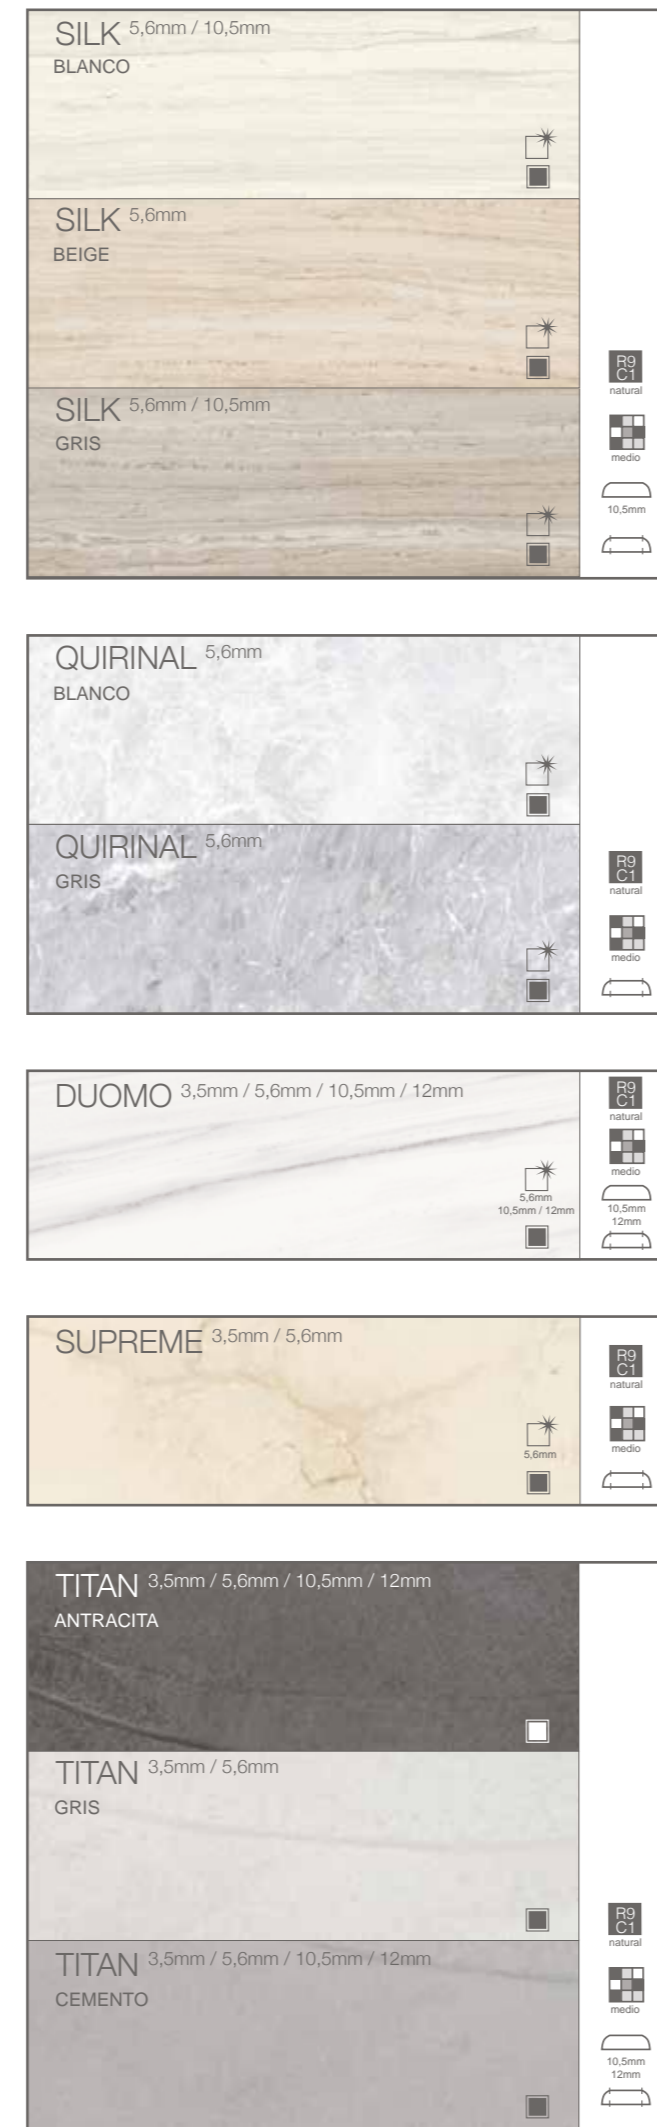 SILK 5,6mm / 10,5mm
BLANCO
SILK 5,6mm
BEIGE
SILK 5,6mm / 10,5mm
GRIS
R9
C1
natural
medio
10,5mm
QUIRINAL 5,6mm
BLANCO
QUIRINAL 5,6mm
GRIS
R9
C1
natural
medio
DUOMO 3,5mm / 5,6mm / 10,5mm / 12mm
5,6mm
10,5mm / 12mm
R9
C1
natural
medio
10,5mm
12mm
SUPREME 3,5mm / 5,6mm
5,6mm
R9
C1
natural
medio
TITAN 3,5mm / 5,6mm / 10,5mm / 12mm
ANTRACITA
TITAN 3,5mm / 5,6mm
GRIS
TITAN 3,5mm / 5,6mm / 10,5mm / 12mm
CEMENTO
R9
C1
natural
medio
10,5mm
12mm